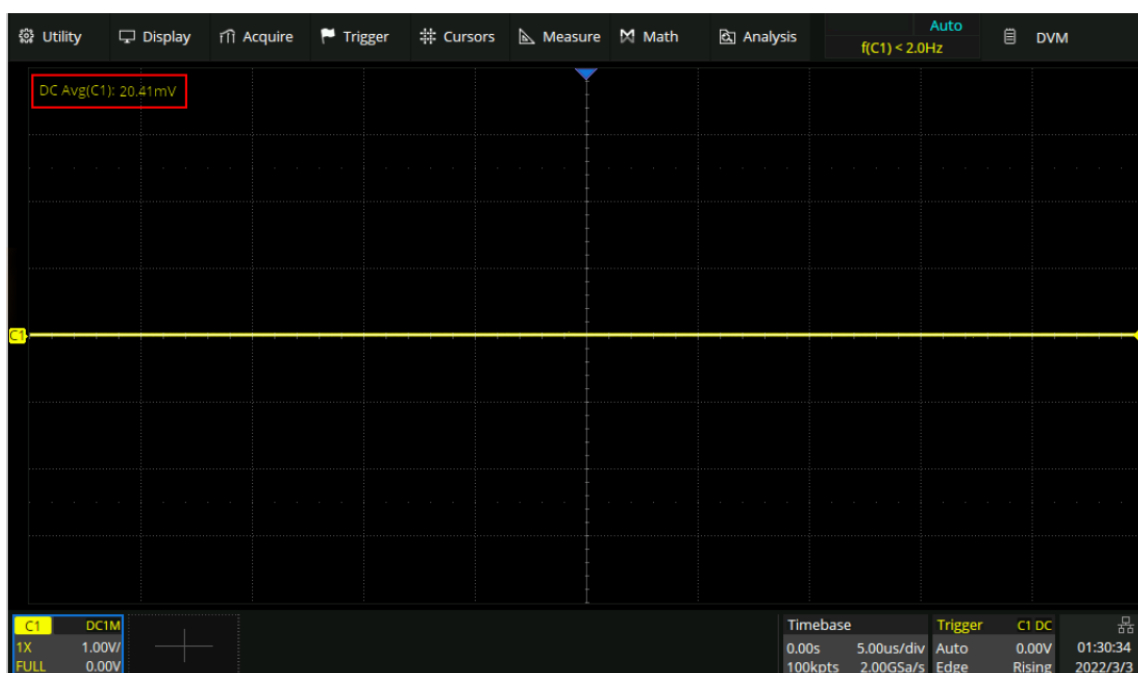 Utility Display Acquire Trigger Cursors Measure Math Analysis Auto DVM
f(C1) < 2.0Hz
DC Avg(C1): 20.41mV
C1
C1 DC1M Timebase Trigger C1 DC
1X 1.00V/ 0.00s 5.00us/div Auto 0.00V 01:30:34
FULL 0.00V 100kpts 2.00GSa/s Edge Rising 2022/3/3